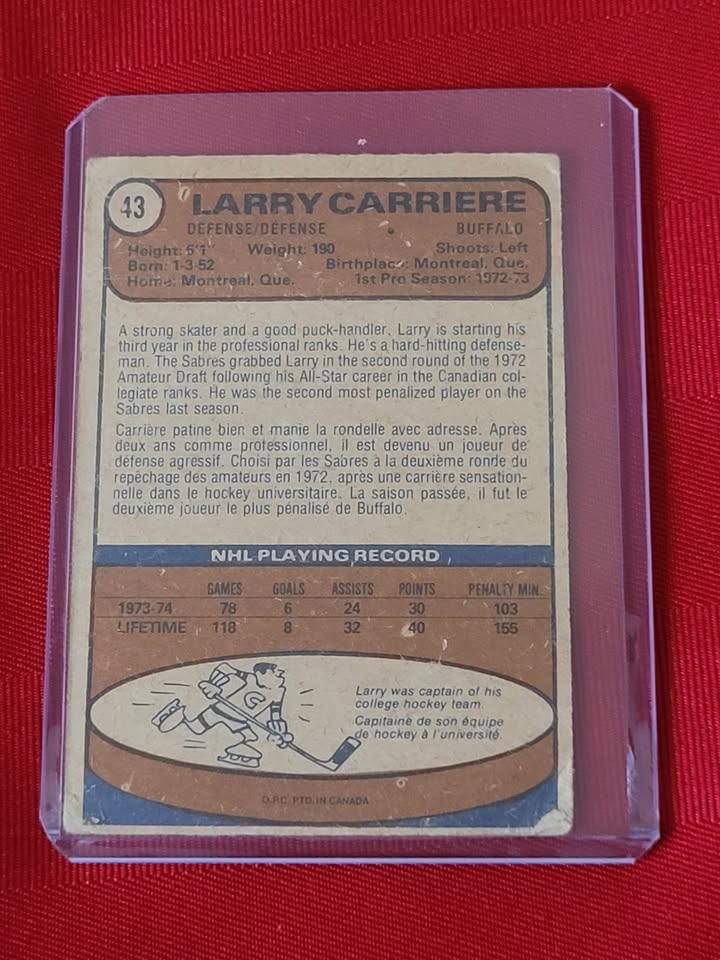 43
LARRY CARRIERE
DEFENSE/DÉFENSE BUFFALO
Height: 6'1" Weight: 190 Shoots: Left
Born: 1-3-52 Birthplace: Montreal, Que.
Home: Montreal, Que. 1st Pro Season: 1972-73
A strong skater and a good puck-handler, Larry is starting his
third year in the professional ranks. He's a hard-hitting defense-
man. The Sabres grabbed Larry in the second round of the 1972
Amateur Draft following his All-Star career in the Canadian col-
legiate ranks. He was the second most penalized player on the
Sabres last season.
Carrière patine bien et manie la rondelle avec adresse. Après
deux ans comme professionnel, il est devenu un joueur de
défense agressif. Choisi par les Sabres à la deuxième ronde du
repêchage des amateurs en 1972, après une carrière sensation-
nelle dans le hockey universitaire. La saison passée, il fut le
deuxième joueur le plus pénalisé de Buffalo.
NHL PLAYING RECORD
GAMES GOALS ASSISTS POINTS PENALTY MIN.
1973-74 78 6 24 30 103
LIFETIME 118 8 32 40 155
C
Larry was captain of his
college hockey team.
Capitaine de son équipe
de hockey à l'université.
O.P.C. PTD. IN CANADA